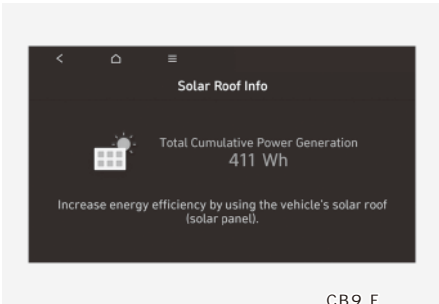 Solar Roof Info
Total Cumulative Power Generation
411 Wh
Increase energy efficiency by using the vehicle's solar roof
(solar panel).